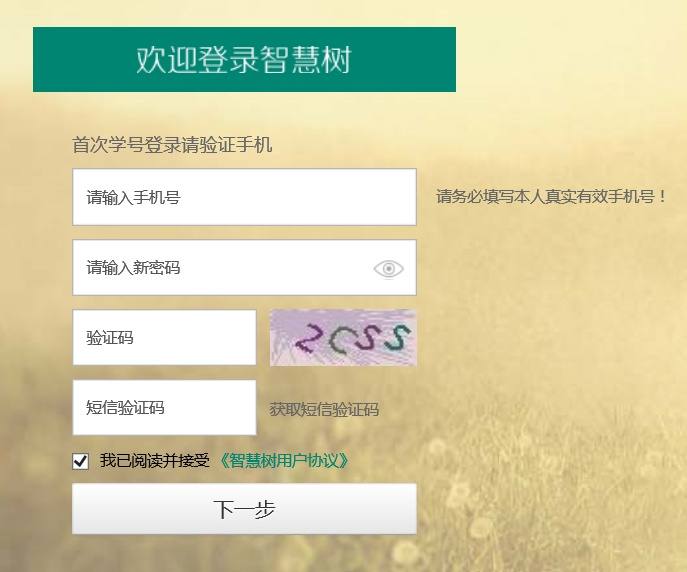 欢迎登录智慧树
首次学号登录请验证手机
请输入手机号
请务必填写本人真实有效手机号！
请输入新密码
验证码
2CSS
短信验证码
获取短信验证码
我已阅读并接受《智慧树用户协议》
下一步